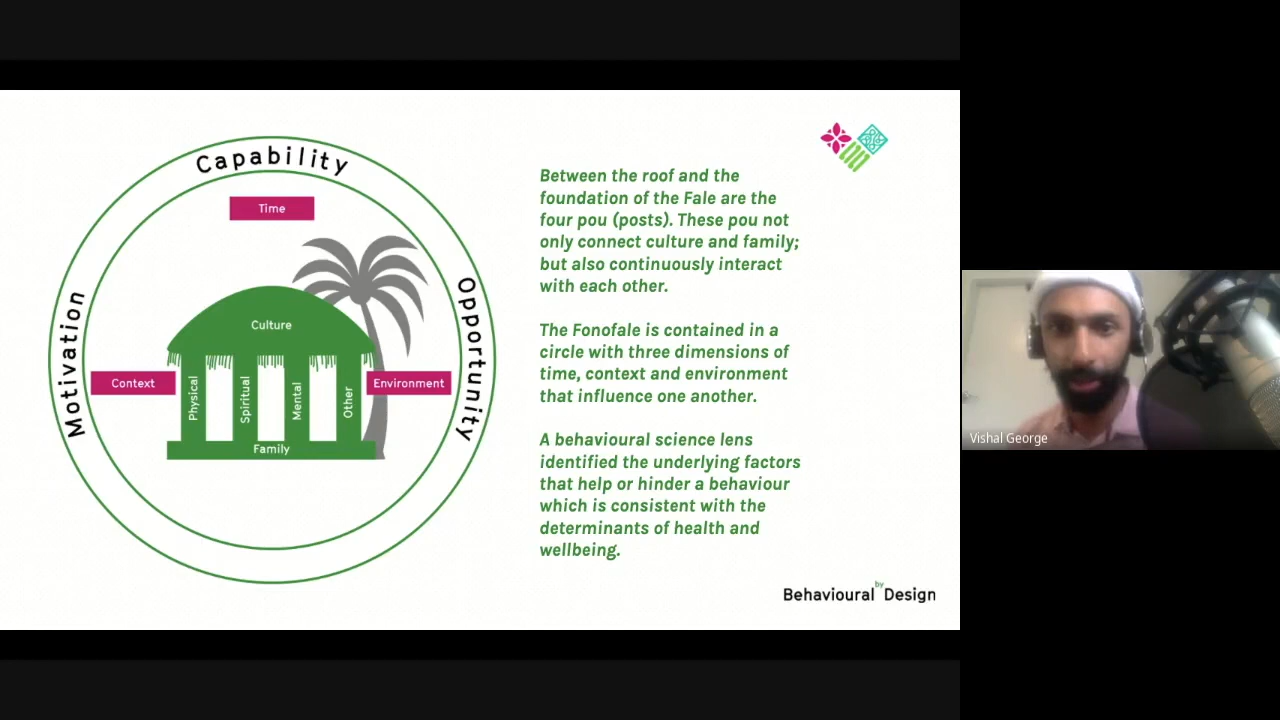 Capability
Motivation
Opportunity
Time
Context
Environment
Culture
Physical
Spiritual
Mental
Other
Family
Between the roof and the
foundation of the Fale are the
four pou (posts). These pou not
only connect culture and family;
but also continuously interact
with each other.
The Fonofale is contained in a
circle with three dimensions of
time, context and environment
that influence one another.
A behavioural science lens
identified the underlying factors
that help or hinder a behaviour
which is consistent with the
determinants of health and
wellbeing.
Behavioural by Design
Vishal George